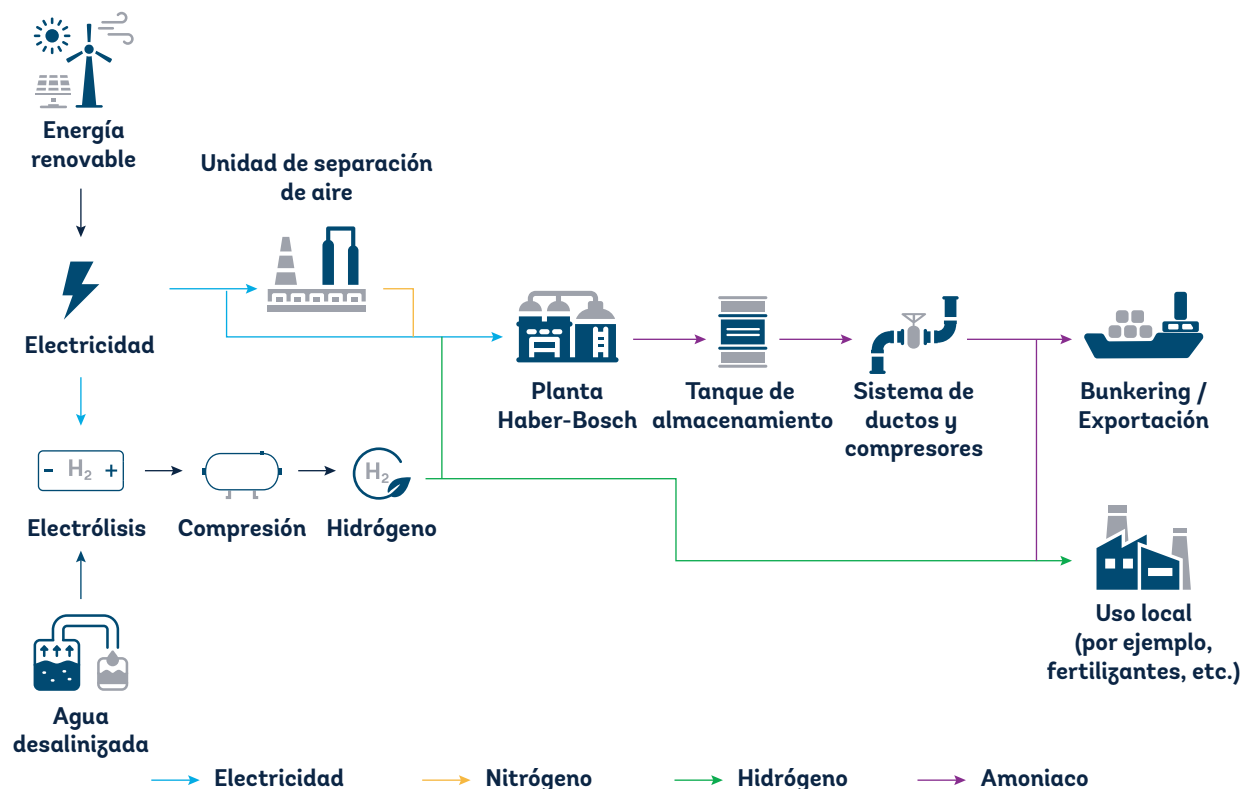 Energía
renovable
Unidad de separación
de aire
Electricidad
Planta
Haber-Bosch
Tanque de
almacenamiento
Sistema de
ductos y
compresores
Bunkering /
Exportación
- H₂ +
H₂
Electrólisis
Compresión
Hidrógeno
Uso local
(por ejemplo,
fertilizantes, etc.)
Agua
desalinizada
Electricidad
Nitrógeno
Hidrógeno
Amoniaco